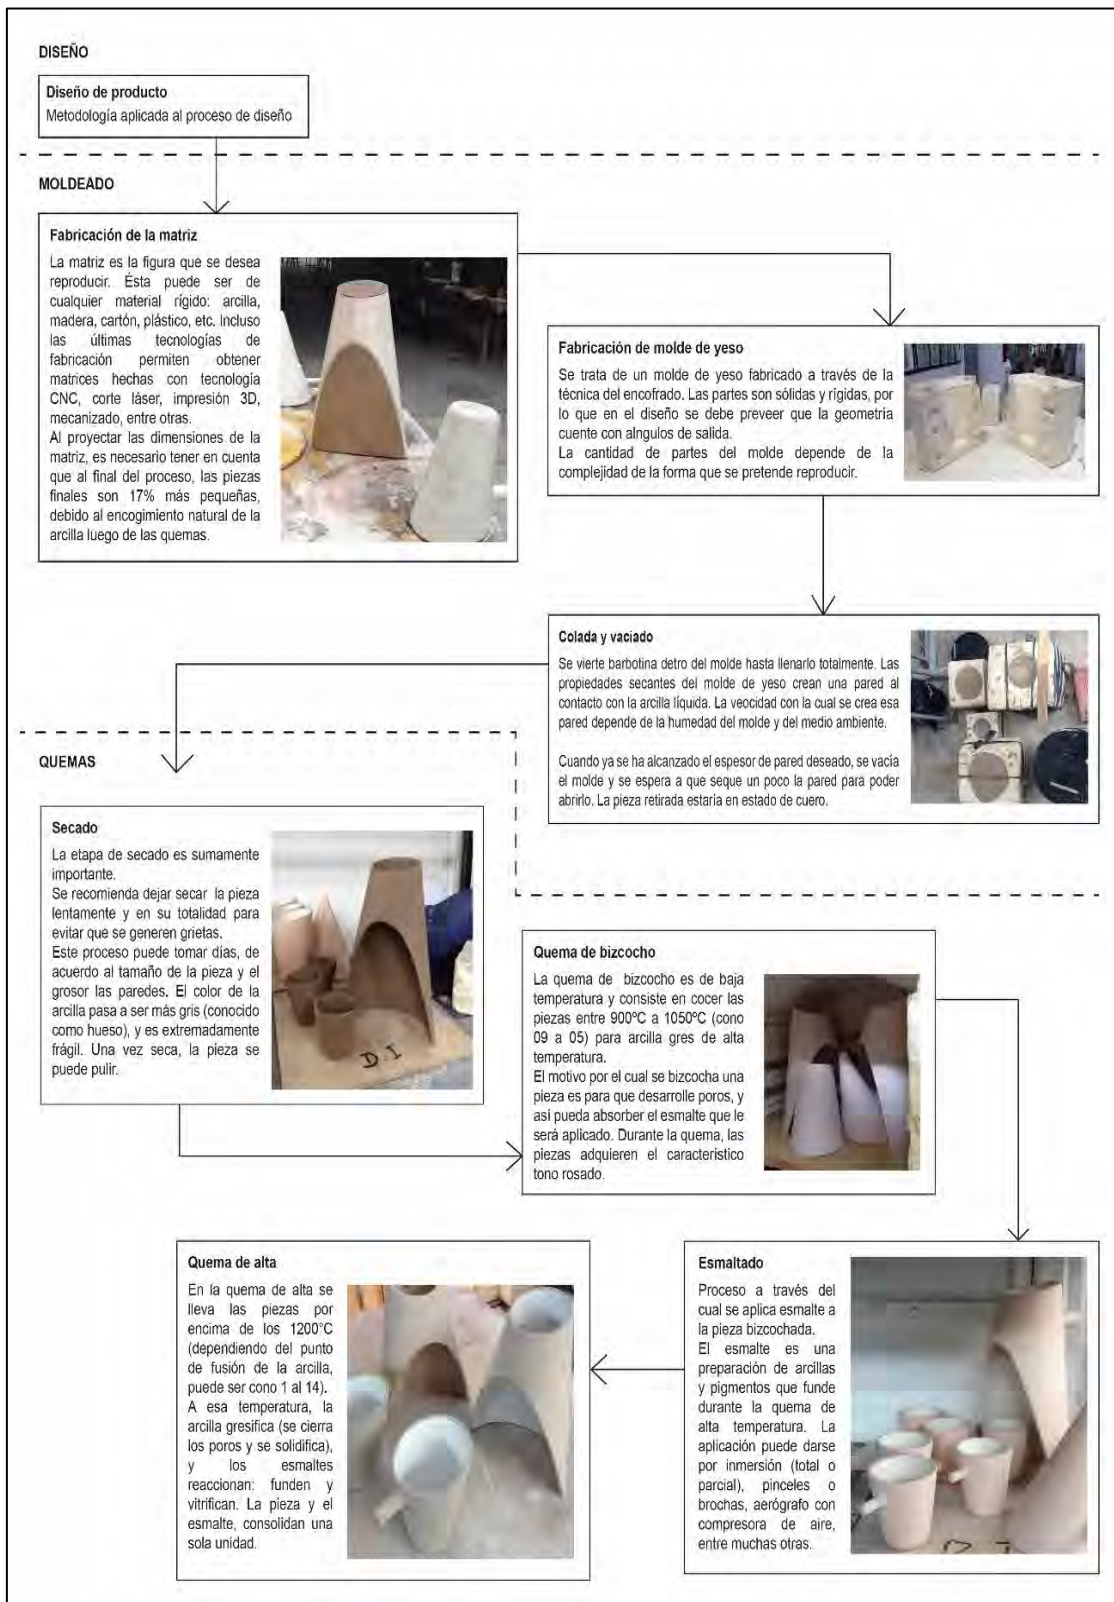 DISEÑO
Diseño de producto
Metodología aplicada al proceso de diseño
MOLDEADO
Fabricación de la matriz
La matriz es la figura que se desea
reproducir. Ésta puede ser de
cualquier material rígido: arcilla,
madera, cartón, plástico, etc. Incluso
las últimas tecnologías de
fabricación permiten obtener
matrices hechas con tecnología
CNC, corte láser, impresión 3D,
mecanizado, entre otras.
Al proyectar las dimensiones de la
matriz, es necesario tener en cuenta
que al final del proceso, las piezas
finales son 17% más pequeñas,
debido al encogimiento natural de la
arcilla luego de las quemas.
Fabricación de molde de yeso
Se trata de un molde de yeso fabricado a través de la
técnica del encofrado. Las partes son sólidas y rígidas, por
lo que en el diseño se debe preveer que la geometría
cuente con alngulos de salida.
La cantidad de partes del molde depende de la
complejidad de la forma que se pretende reproducir.
Colada y vaciado
Se vierte barbotina detro del molde hasta llenarlo totalmente. Las
propiedades secantes del molde de yeso crean una pared al
contacto con la arcilla líquida. La veocidad con la cual se crea esa
pared depende de la humedad del molde y del medio ambiente.
Cuando ya se ha alcanzado el espesor de pared deseado, se vacía
el molde y se espera a que seque un poco la pared para poder
abrirlo. La pieza retirada estaría en estado de cuero.
QUEMAS
Secado
La etapa de secado es sumamente
importante.
Se recomienda dejar secar la pieza
lentamente y en su totalidad para
evitar que se generen grietas.
Este proceso puede tomar días, de
acuerdo al tamaño de la pieza y el
grosor las paredes. El color de la
arcilla pasa a ser más gris (conocido
como hueso), y es extremadamente
frágil. Una vez seca, la pieza se
puede pulir.
D.I
Quema de bizcocho
La quema de bizcocho es de baja
temperatura y consiste en cocer las
piezas entre 900ºC a 1050ºC (cono
09 a 05) para arcilla gres de alta
temperatura.
El motivo por el cual se bizcocha una
pieza es para que desarrolle poros, y
así pueda absorber el esmalte que le
será aplicado. Durante la quema, las
piezas adquieren el característico
tono rosado.
Esmaltado
Proceso a través del
cual se aplica esmalte a
la pieza bizcochada.
El esmalte es una
preparación de arcillas
y pigmentos que funde
durante la quema de
alta temperatura. La
aplicación puede darse
por inmersión (total o
parcial), pinceles o
brochas, aerógrafo con
compresora de aire,
entre muchas otras.
Quema de alta
En la quema de alta se
lleva las piezas por
encima de los 1200°C
(dependiendo del punto
de fusión de la arcilla,
puede ser cono 1 al 14).
A esa temperatura, la
arcilla gresifica (se cierra
los poros y se solidifica),
y los esmaltes
reaccionan: funden y
vitrifican. La pieza y el
esmalte, consolidan una
sola unidad.